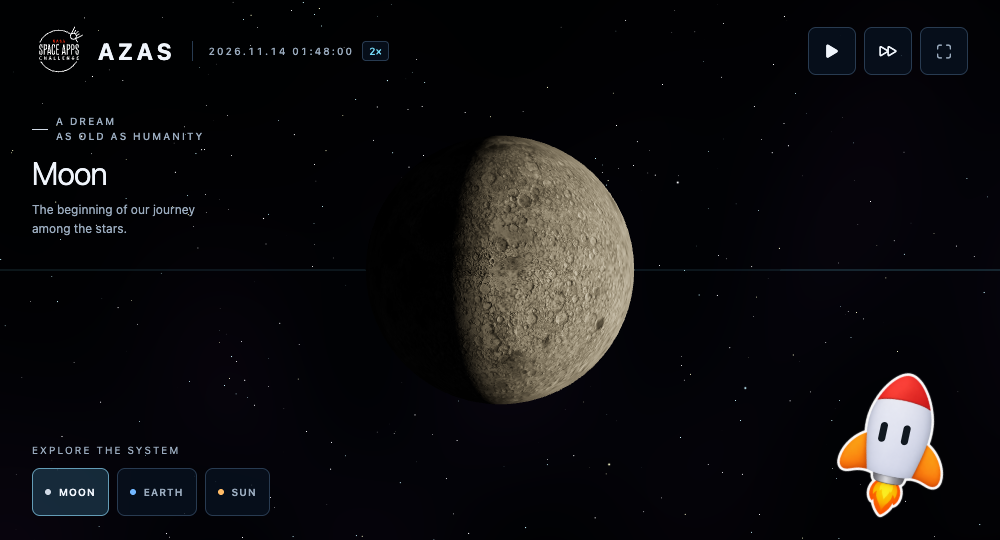 SPACE APPS
CHALLENGE
AZAS
2026.11.14 01:48:00
2x
A DREAM
AS OLD AS HUMANITY
Moon
The beginning of our journey
among the stars.
EXPLORE THE SYSTEM
MOON
EARTH
SUN